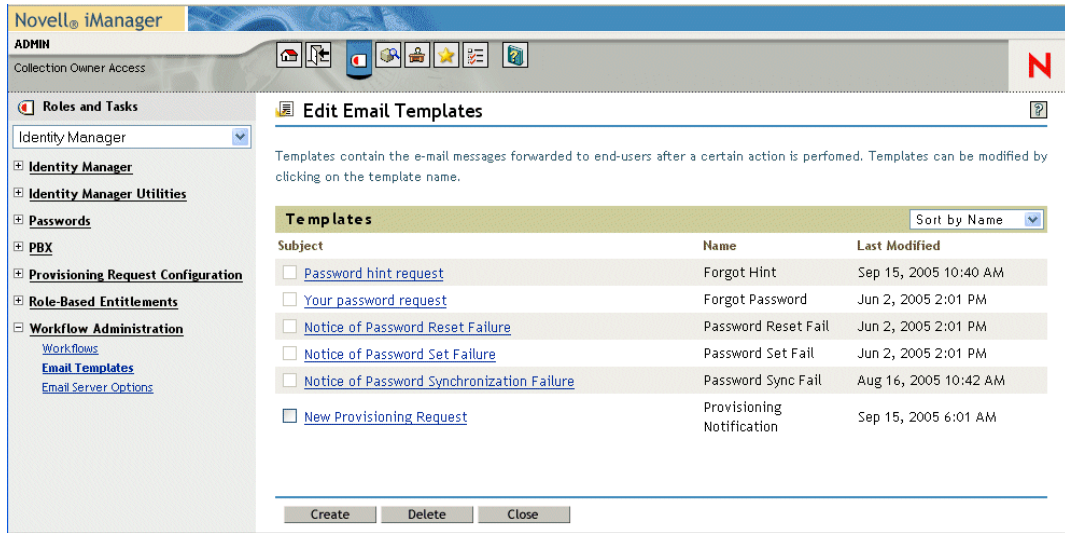 Novell® iManager
ADMIN
Collection Owner Access
N
Roles and Tasks
Identity Manager
Identity Manager
Identity Manager Utilities
Passwords
PBX
Provisioning Request Configuration
Role-Based Entitlements
Workflow Administration
Workflows
Email Templates
Email Server Options
Edit Email Templates
?
Templates contain the e-mail messages forwarded to end-users after a certain action is perfomed. Templates can be modified by
clicking on the template name.
Templates Sort by Name
Subject Name Last Modified
Password hint request Forgot Hint Sep 15, 2005 10:40 AM
Your password request Forgot Password Jun 2, 2005 2:01 PM
Notice of Password Reset Failure Password Reset Fail Jun 2, 2005 2:01 PM
Notice of Password Set Failure Password Set Fail Jun 2, 2005 2:01 PM
Notice of Password Synchronization Failure Password Sync Fail Aug 16, 2005 10:42 AM
New Provisioning Request Provisioning Notification Sep 15, 2005 6:01 AM
Create Delete Close